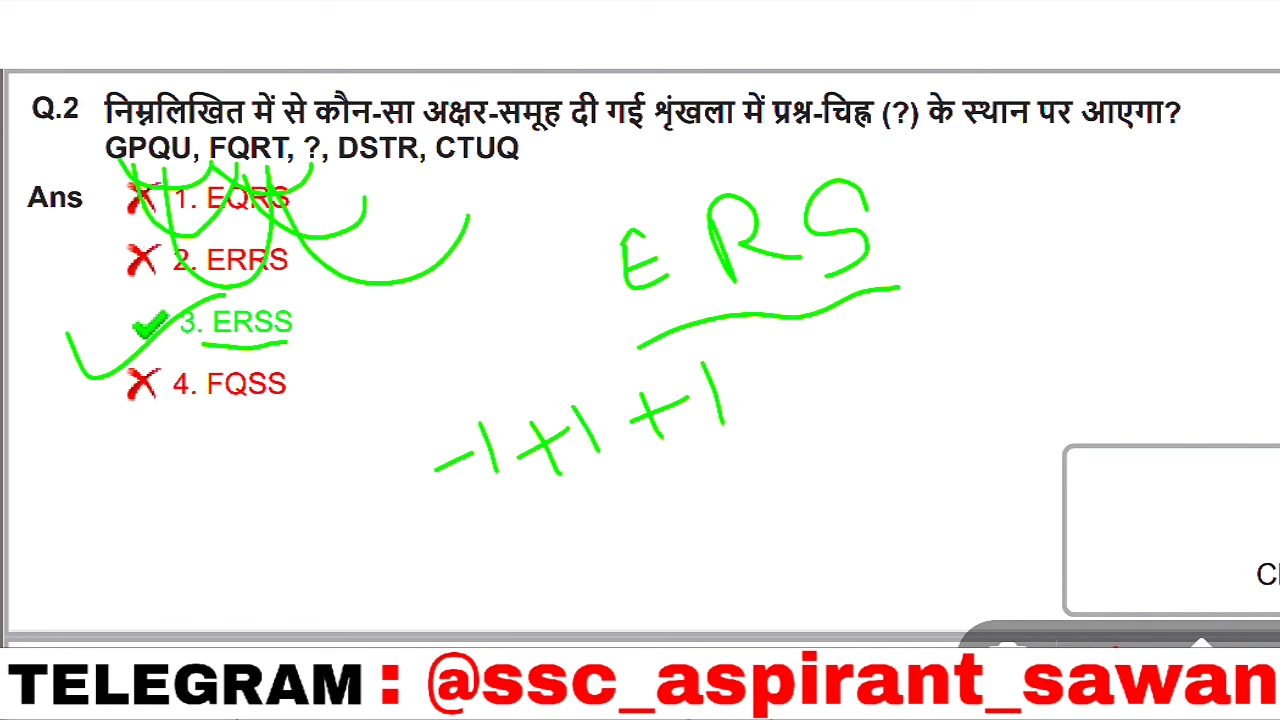 Q.2 निम्नलिखित में से कौन-सा अक्षर-समूह दी गई शृंखला में प्रश्न-चिह्न (?) के स्थान पर आएगा?
GPQU, FQRT, ?, DSTR, CTUQ
Ans 1. EQRS
2. ERRS
3. ERSS
4. FQSS
ERS
-1 +1 +1
Cl
TELEGRAM : @ssc_aspirant_sawan